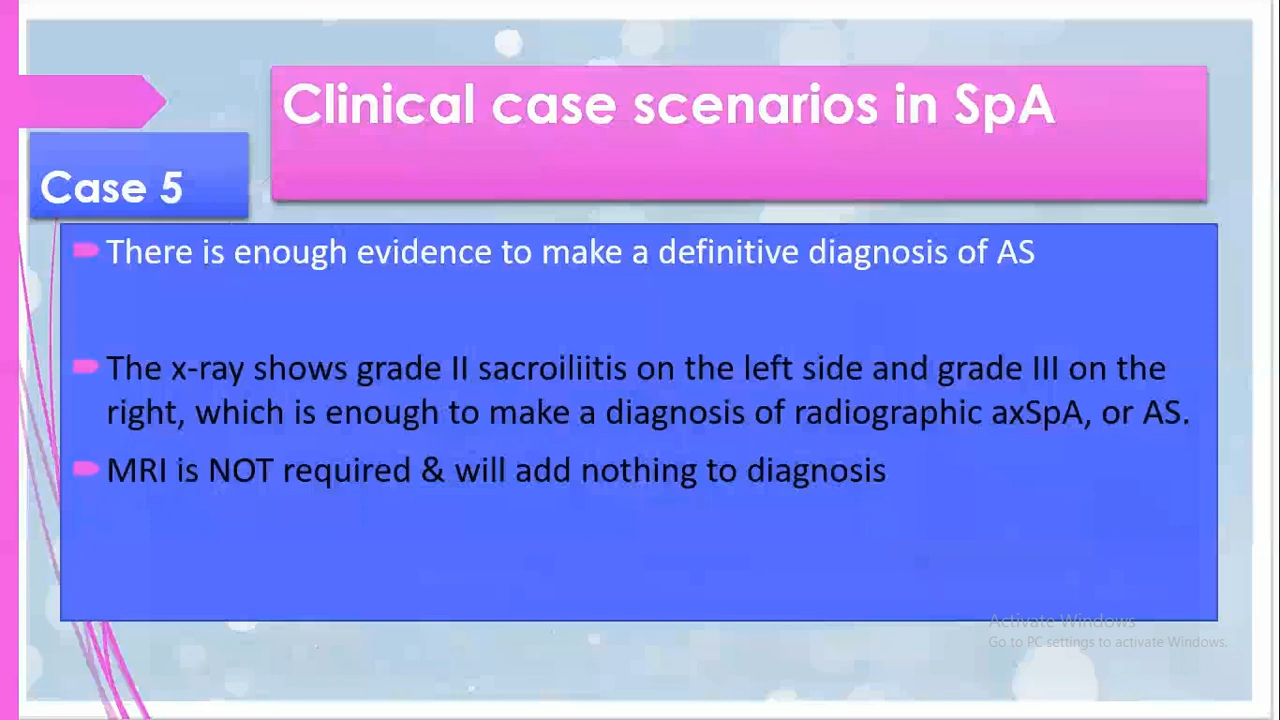 Clinical case scenarios in SpA
Case 5
There is enough evidence to make a definitive diagnosis of AS
The x-ray shows grade II sacroiliitis on the left side and grade III on the
right, which is enough to make a diagnosis of radiographic axSpA, or AS.
MRI is NOT required & will add nothing to diagnosis
Activate Windows
Go to PC settings to activate Windows.